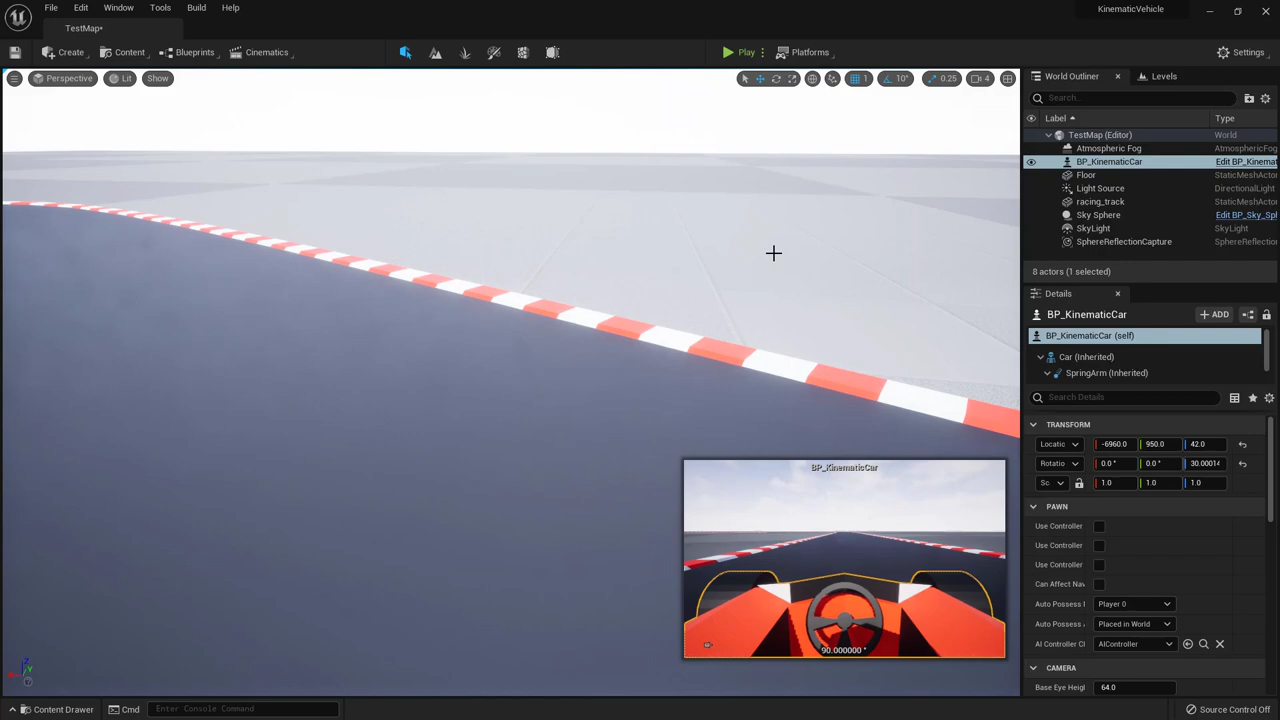 File Edit Window Tools Build Help
KinematicVehicle
TestMap*
Create Content Blueprints Cinematics Play Platforms Settings
Perspective Lit Show
1 10° 0.25 4
World Outliner Levels
Search...
Label Type
TestMap (Editor) World
Atmospheric Fog AtmosphericFog
BP_KinematicCar Edit BP_Kinemat
Floor StaticMeshActor
Light Source DirectionalLight
racing_track StaticMeshActor
Sky Sphere Edit BP_Sky_Sp
SkyLight SkyLight
SphereReflectionCapture SphereReflection
8 actors (1 selected)
Details
BP_KinematicCar ADD
BP_KinematicCar (self)
Car (Inherited)
SpringArm (Inherited)
Search Details
TRANSFORM
Locatic -6960.0 950.0 42.0
Rotatio 0.0 ° 0.0 ° 30.00014
Sc 1.0 1.0 1.0
PAWN
Use Controller
Use Controller
Use Controller
Can Affect Nav
Auto Possess Player 0
Auto Possess Placed in World
AI Controller Cl AIController
CAMERA
Base Eye Heigh 64.0
BP_KinematicCar
90.000000 °
Content Drawer Cmd Enter Console Command Source Control Off